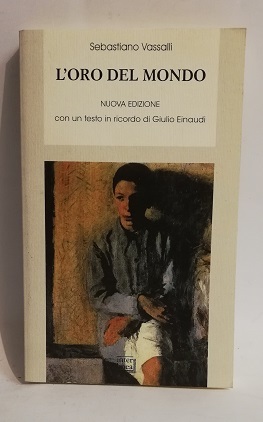 Sebastiano Vassalli
L'ORO DEL MONDO
NUOVA EDIZIONE
con un testo in ricordo di Giulio Einaudi